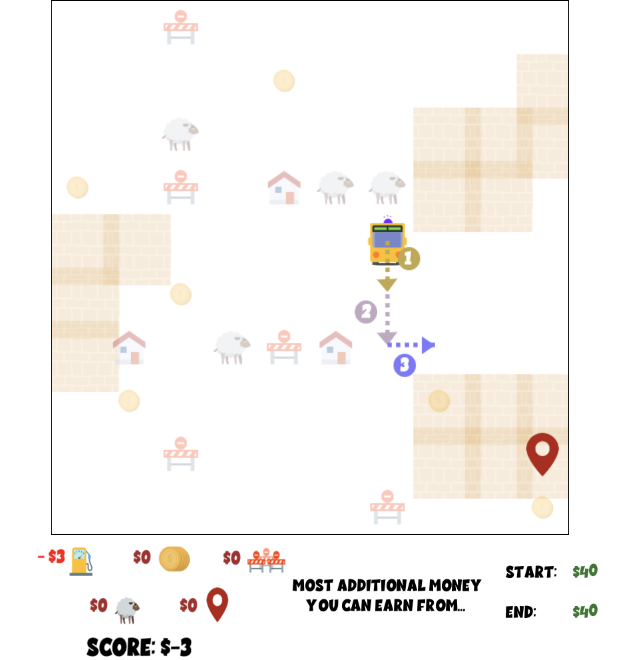 1
2
3
- $3
$0
$0
$0
$0
MOST ADDITIONAL MONEY
YOU CAN EARN FROM...
START: $40
END: $40
SCORE: $-3